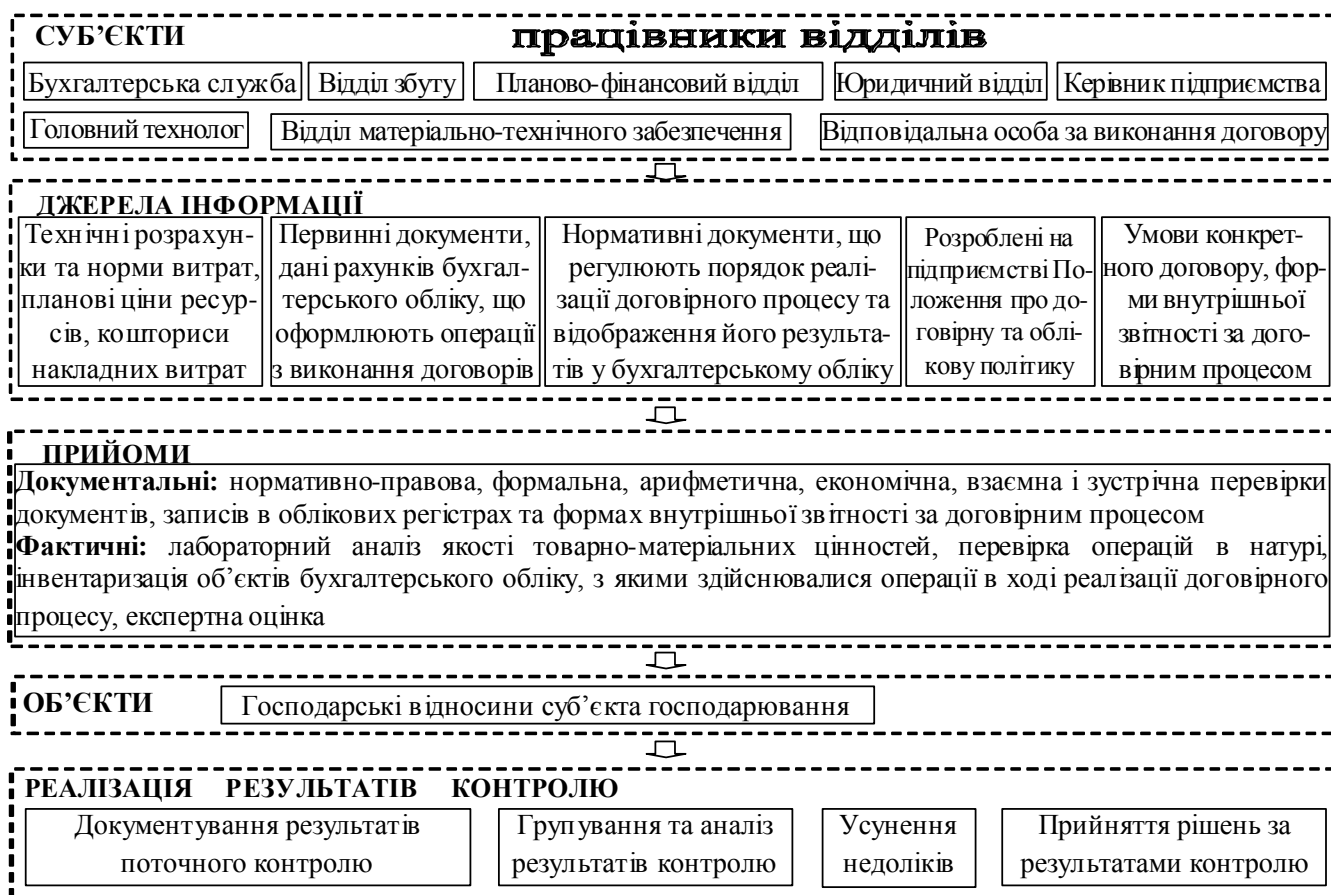 СУБ’ЄКТИ працівники відділів
Бухгалтерська служба Відділ збуту Планово-фінансовий відділ Юридичний відділ Керівник підприємства
Головний технолог Відділ матеріально-технічного забезпечення Відповідальна особа за виконання договору
ДЖЕРЕЛА ІНФОРМАЦІЇ
Технічні розрахун-
ки та норми витрат,
планові ціни ресур-
сів, кошториси
накладних витрат
Первинні документи,
дані рахунків бухгал-
терського обліку, що
оформлюють операції
з виконання договорів
Нормативні документи, що
регулюють порядок реалі-
зації договірного процесу та
відображення його результа-
тів у бухгалтерському обліку
Розроблені на
підприємстві По-
ложення про до-
говірну та облі-
кову політику
Умови конкрет-
ного договору, фор-
ми внутрішньої
звітності за дого-
вірним процесом
ПРИЙОМИ
Документальні: нормативно-правова, формальна, арифметична, економічна, взаємна і зустрічна перевірки
документів, записів в облікових регістрах та формах внутрішньої звітності за договірним процесом
Фактичні: лабораторний аналіз якості товарно-матеріальних цінностей, перевірка операцій в натурі,
інвентаризація об’єктів бухгалтерського обліку, з якими здійснювалися операції в ході реалізації договірного
процесу, експертна оцінка
ОБ’ЄКТИ Господарські відносини суб’єкта господарювання
РЕАЛІЗАЦІЯ РЕЗУЛЬТАТІВ КОНТРОЛЮ
Документування результатів
поточного контролю
Групування та аналіз
результатів контролю
Усунення
недоліків
Прийняття рішень за
результатами контролю